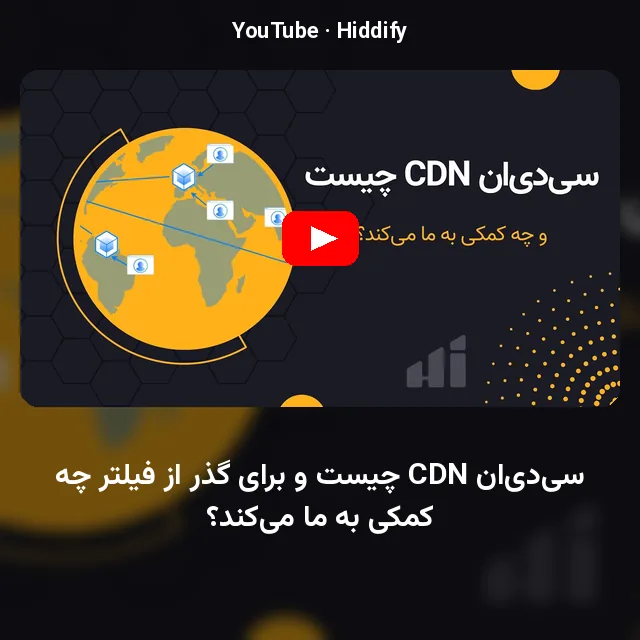 YouTube · Hiddify
سی‌دی‌ان CDN چیست
و چه کمکی به ما می‌کند؟
سی‌دی‌ان CDN چیست و برای گذر از فیلتر چه
کمکی به ما می‌کند؟